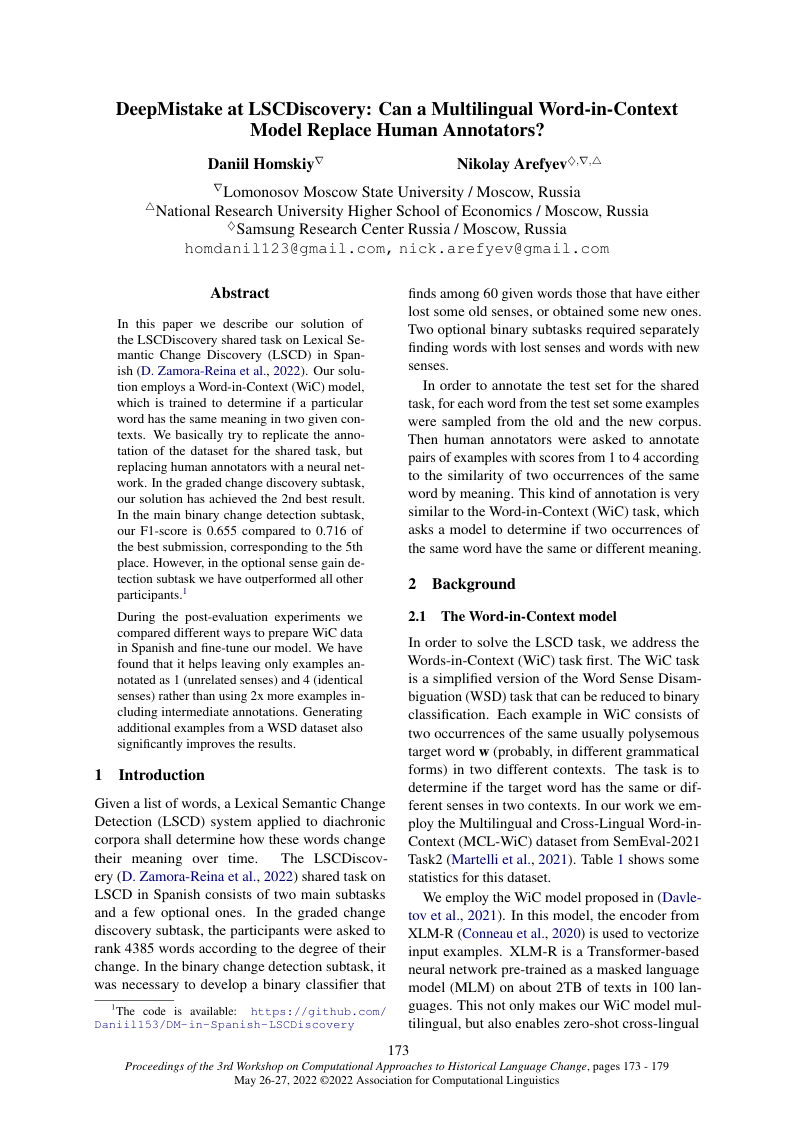 DeepMistake at LSCDiscovery: Can a Multilingual Word-in-Context
Model Replace Human Annotators?
Daniil Homskiy▽
Nikolay Arefyev♢,▽,△
▽Lomonosov Moscow State University / Moscow, Russia
△National Research University Higher School of Economics / Moscow, Russia
♢Samsung Research Center Russia / Moscow, Russia
homdanil123@gmail.com, nick.arefyev@gmail.com
Abstract
In this paper we describe our solution of
the LSCDiscovery shared task on Lexical Se-
mantic Change Discovery (LSCD) in Span-
ish (D. Zamora-Reina et al., 2022). Our solu-
tion employs a Word-in-Context (WiC) model,
which is trained to determine if a particular
word has the same meaning in two given con-
texts. We basically try to replicate the anno-
tation of the dataset for the shared task, but
replacing human annotators with a neural net-
work. In the graded change discovery subtask,
our solution has achieved the 2nd best result.
In the main binary change detection subtask,
our F1-score is 0.655 compared to 0.716 of
the best submission, corresponding to the 5th
place. However, in the optional sense gain de-
tection subtask we have outperformed all other
participants.1
During the post-evaluation experiments we
compared different ways to prepare WiC data
in Spanish and fine-tune our model. We have
found that it helps leaving only examples an-
notated as 1 (unrelated senses) and 4 (identical
senses) rather than using 2x more examples in-
cluding intermediate annotations. Generating
additional examples from a WSD dataset also
significantly improves the results.
1 Introduction
Given a list of words, a Lexical Semantic Change
Detection (LSCD) system applied to diachronic
corpora shall determine how these words change
their meaning over time. The LSCDiscov-
ery (D. Zamora-Reina et al., 2022) shared task on
LSCD in Spanish consists of two main subtasks
and a few optional ones. In the graded change
discovery subtask, the participants were asked to
rank 4385 words according to the degree of their
change. In the binary change detection subtask, it
was necessary to develop a binary classifier that
1The code is available: https://github.com/
Daniil153/DM-in-Spanish-LSCDiscovery
finds among 60 given words those that have either
lost some old senses, or obtained some new ones.
Two optional binary subtasks required separately
finding words with lost senses and words with new
senses.
In order to annotate the test set for the shared
task, for each word from the test set some examples
were sampled from the old and the new corpus.
Then human annotators were asked to annotate
pairs of examples with scores from 1 to 4 according
to the similarity of two occurrences of the same
word by meaning. This kind of annotation is very
similar to the Word-in-Context (WiC) task, which
asks a model to determine if two occurrences of
the same word have the same or different meaning.
2 Background
2.1 The Word-in-Context model
In order to solve the LSCD task, we address the
Words-in-Context (WiC) task first. The WiC task
is a simplified version of the Word Sense Disam-
biguation (WSD) task that can be reduced to binary
classification. Each example in WiC consists of
two occurrences of the same usually polysemous
target word w (probably, in different grammatical
forms) in two different contexts. The task is to
determine if the target word has the same or dif-
ferent senses in two contexts. In our work we em-
ploy the Multilingual and Cross-Lingual Word-in-
Context (MCL-WiC) dataset from SemEval-2021
Task2 (Martelli et al., 2021). Table 1 shows some
statistics for this dataset.
We employ the WiC model proposed in (Davle-
tov et al., 2021). In this model, the encoder from
XLM-R (Conneau et al., 2020) is used to vectorize
input examples. XLM-R is a Transformer-based
neural network pre-trained as a masked language
model (MLM) on about 2TB of texts in 100 lan-
guages. This not only makes our WiC model mul-
tilingual, but also enables zero-shot cross-lingual
173
Proceedings of the 3rd Workshop on Computational Approaches to Historical Language Change, pages 173 - 179
May 26-27, 2022 ©2022 Association for Computational Linguistics